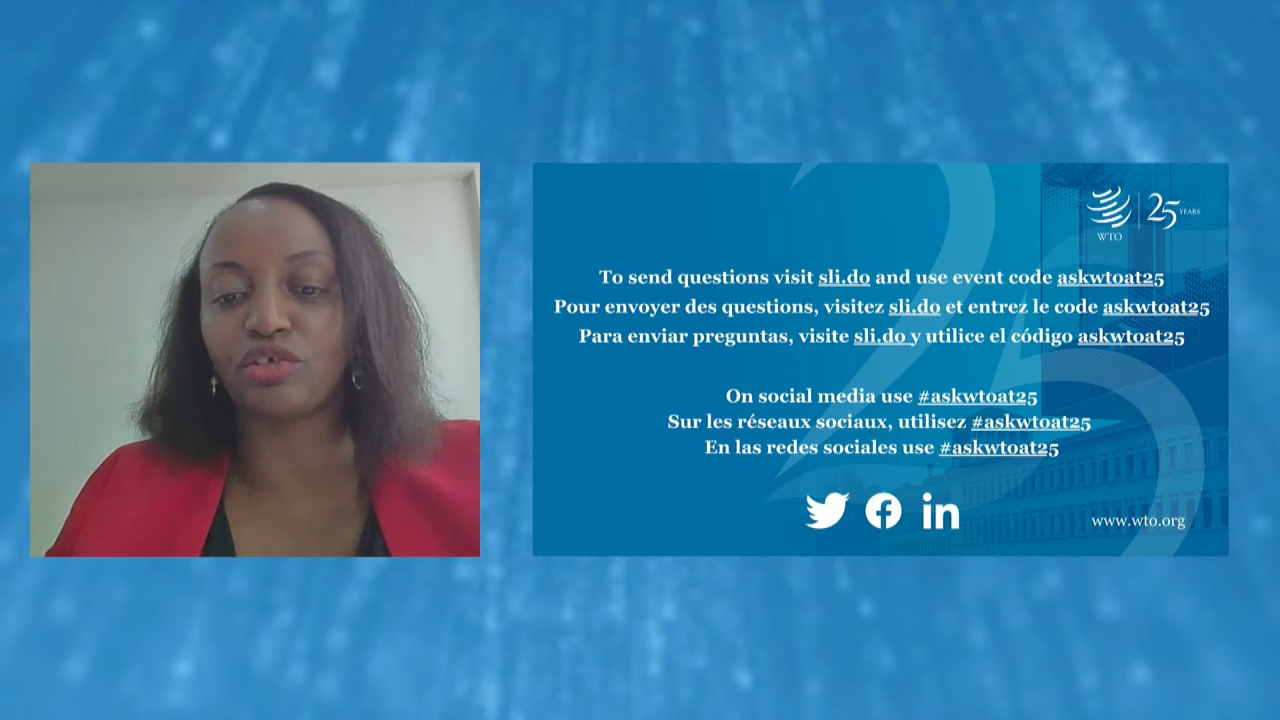 WTO
25 YEARS
To send questions visit sli.do and use event code askwtoat25
Pour envoyer des questions, visitez sli.do et entrez le code askwtoat25
Para enviar preguntas, visite sli.do y utilice el código askwtoat25
On social media use #askwtoat25
Sur les réseaux sociaux, utilisez #askwtoat25
En las redes sociales use #askwtoat25
www.wto.org